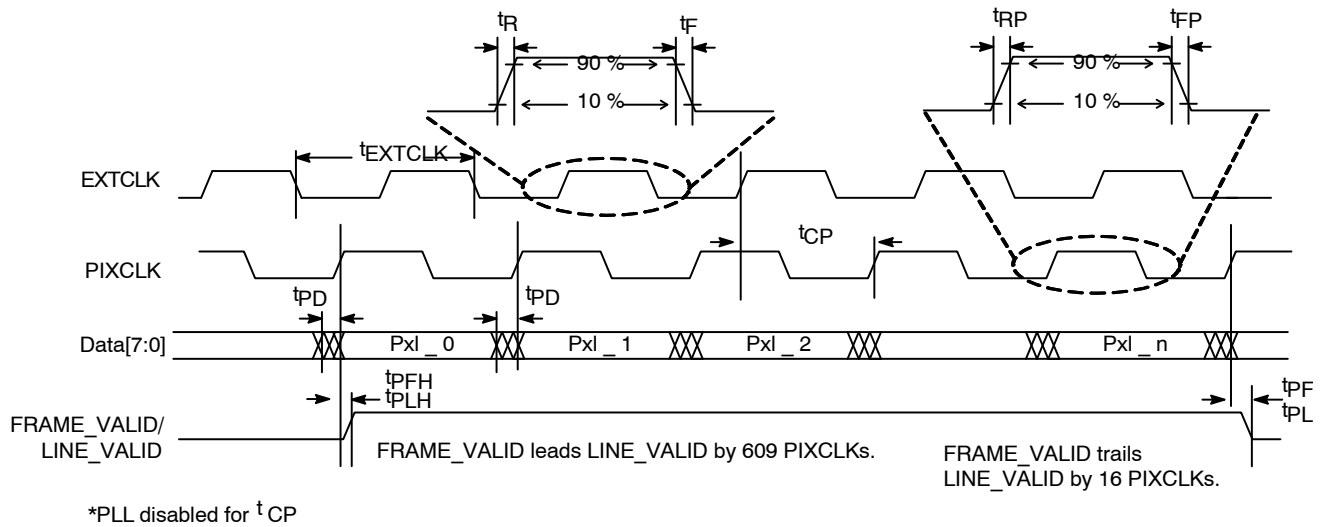 tR
tF
tRP
tFP
90 %
90 %
10 %
10 %
tEXTCLK
EXTCLK
tCP
PIXCLK
tPD
tPD
Data[7:0]
Pxl _ 0
Pxl _ 1
Pxl _ 2
Pxl _ n
tPFH
tPLH
tPF
tPL
FRAME_VALID/
LINE_VALID
FRAME_VALID leads LINE_VALID by 609 PIXCLKs.
FRAME_VALID trails
LINE_VALID by 16 PIXCLKs.
*PLL disabled for tCP